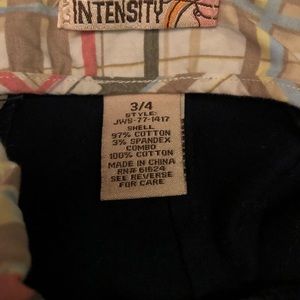 INTENSITY
3/4
STYLE:
JWS-77-1417
SHELL
97% COTTON
3% SPANDEX
COMBO
100% COTTON
MADE IN CHINA
RN# 61624
SEE REVERSE
FOR CARE